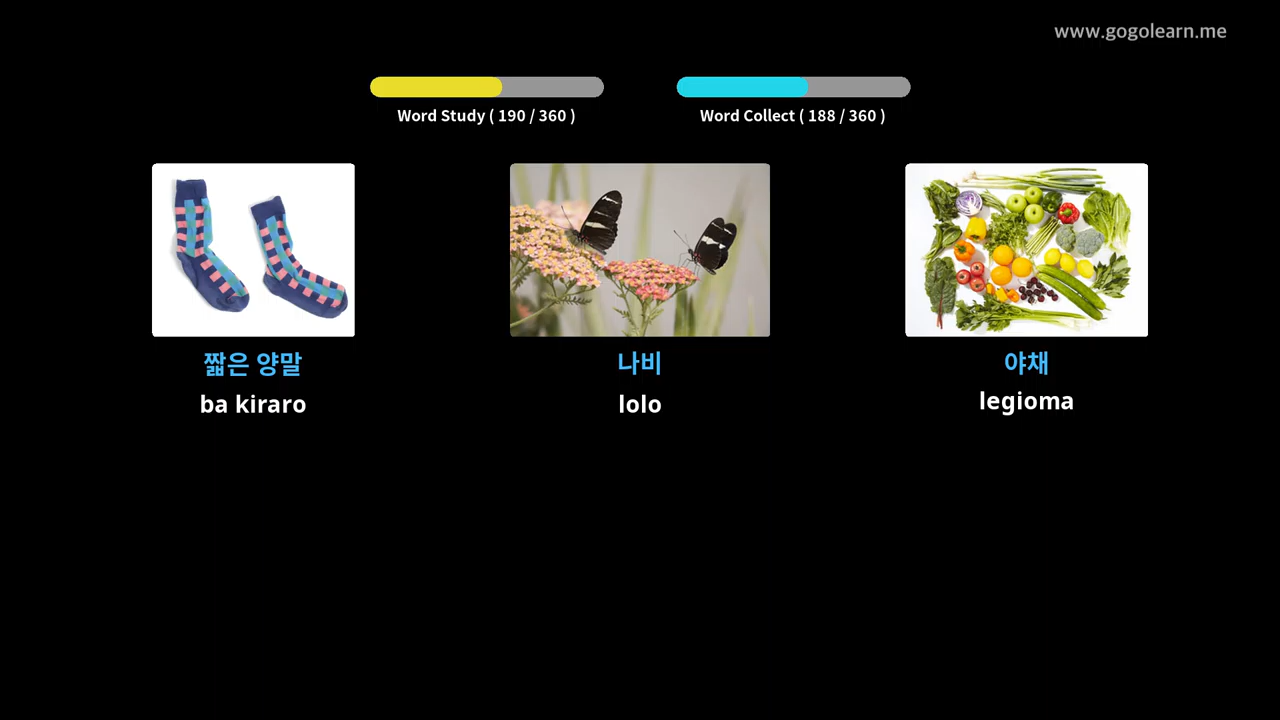 www.gogolearn.me
Word Study ( 190 / 360 )
Word Collect ( 188 / 360 )
짧은 양말
ba kiraro
나비
lolo
야채
legioma